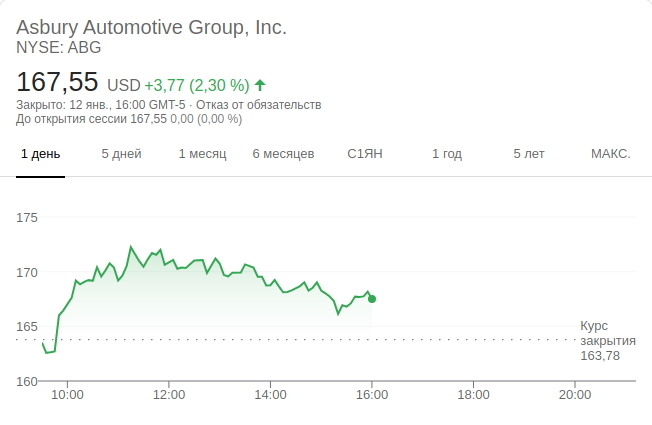 Asbury Automotive Group, Inc.
NYSE: ABG
167,55 USD +3,77 (2,30 %)
Закрыто: 12 янв., 16:00 GMT-5 · Отказ от обязательств
До открытия сессии 167,55 0,00 (0,00 %)
1 день 5 дней 1 месяц 6 месяцев С1ЯН 1 год 5 лет МАКС.
175
170
165
Курс
закрытия
163,78
160
10:00 12:00 14:00 16:00 18:00 20:00